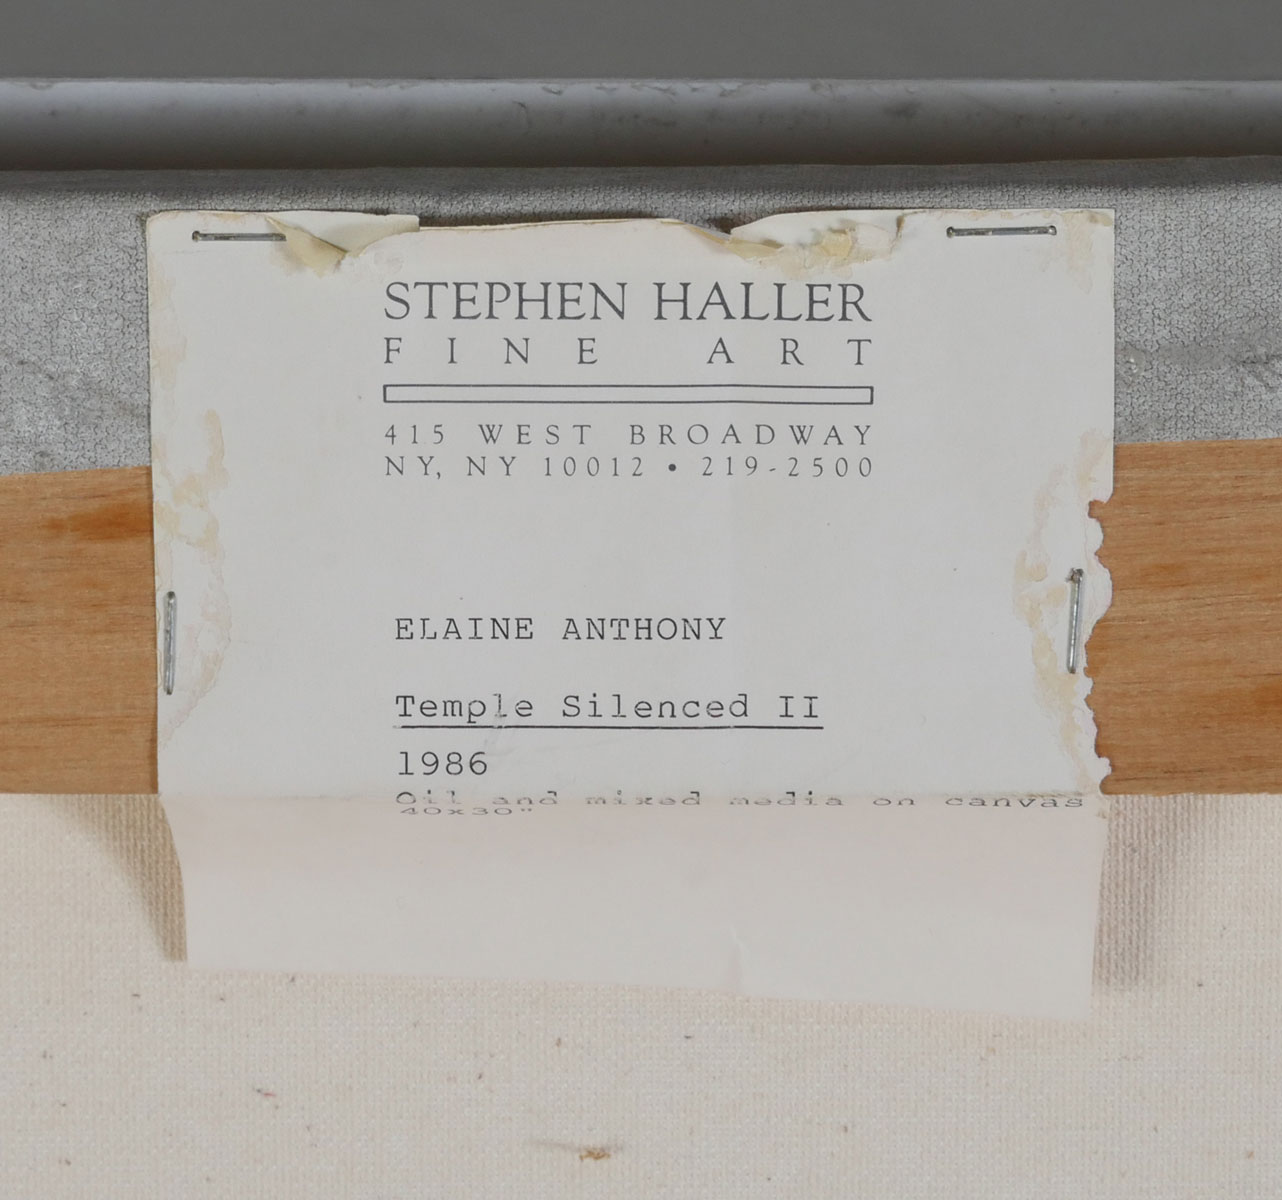 STEPHEN HALLER
FINE ART
415 WEST BROADWAY
NY, NY 10012 • 219-2500
ELAINE ANTHONY
Temple Silenced II
1986
Oil and mixed media on canvas
40x30"